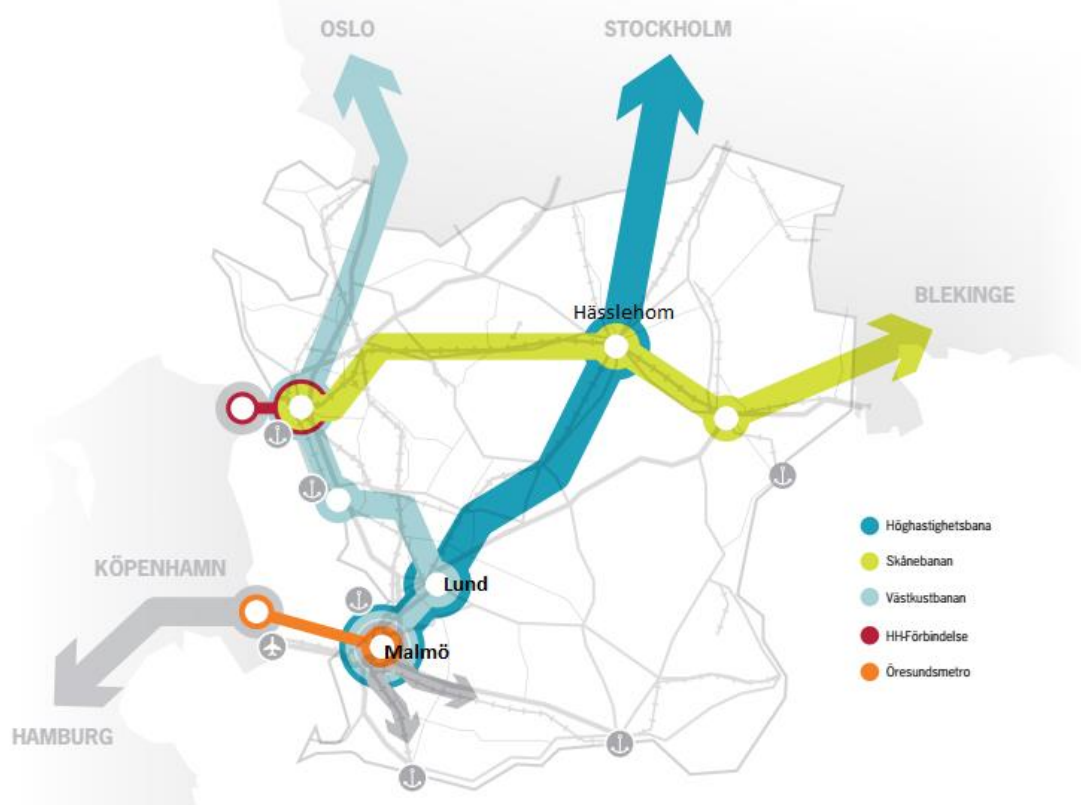 OSLO
STOCKHOLM
BLEKINGE
Hässlehom
KÖPENHAMN
Lund
Malmö
HAMBURG
Höghastighetsbana
Skånebanan
Västkustbanan
HH-Förbindelse
Öresundsmetro